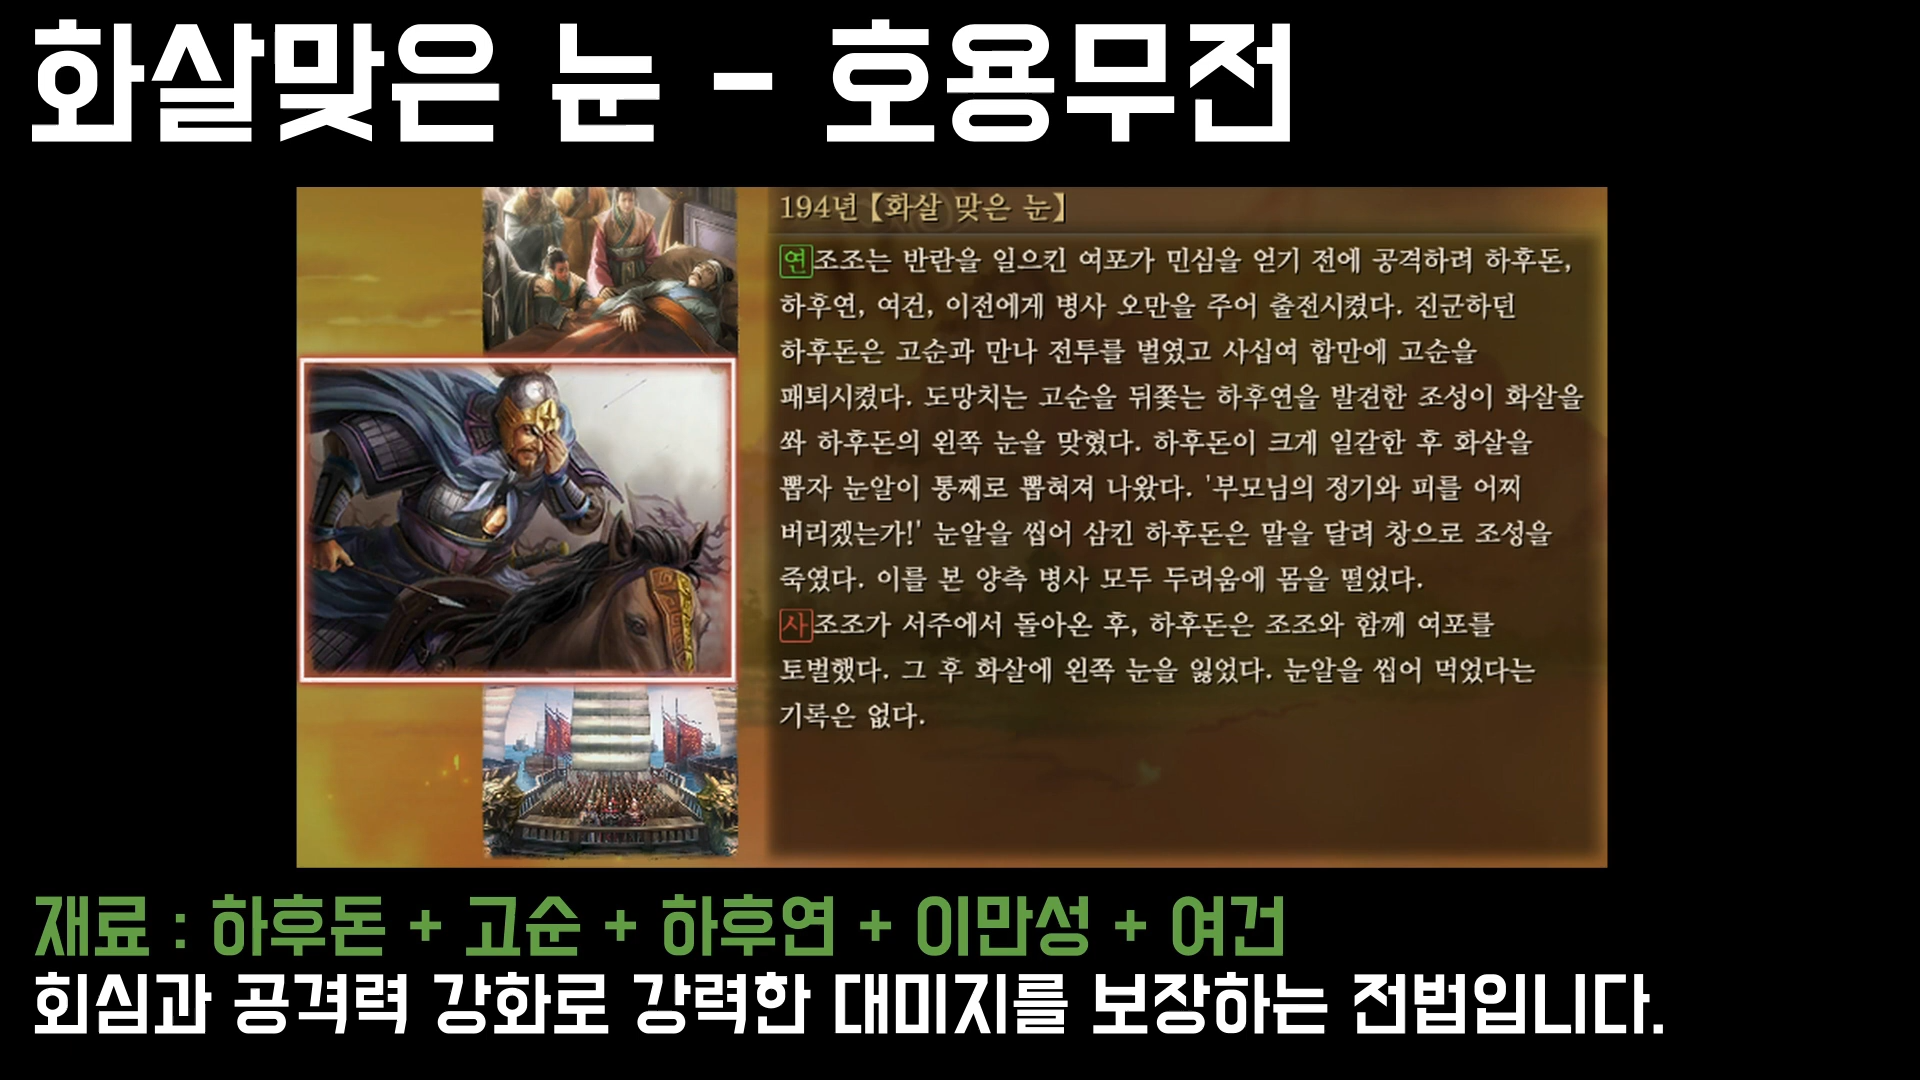 화살맞은 눈 - 호용무전
194년【화살 맞은 눈】
연 조조는 반란을 일으킨 여포가 민심을 얻기 전에 공격하려 하후돈,
하후연, 여건, 이전에게 병사 오만을 주어 출전시켰다. 진군하던
하후돈은 고순과 만나 전투를 벌였고 사십여 합만에 고순을
패퇴시켰다. 도망치는 고순을 뒤쫓는 하후연을 발견한 조성이 화살을
쏴 하후돈의 왼쪽 눈을 맞혔다. 하후돈이 크게 일갈한 후 화살을
뽑자 눈알이 통째로 뽑혀져 나왔다. '부모님의 정기와 피를 어찌
버리겠는가!' 눈알을 씹어 삼킨 하후돈은 말을 달려 창으로 조성을
죽였다. 이를 본 양측 병사 모두 두려움에 몸을 떨었다.
사 조조가 서주에서 돌아온 후, 하후돈은 조조와 함께 여포를
토벌했다. 그 후 화살에 왼쪽 눈을 잃었다. 눈알을 씹어 먹었다는
기록은 없다.
재료 : 하후돈 + 고순 + 하후연 + 이만성 + 여건
회심과 공격력 강화로 강력한 대미지를 보장하는 전법입니다.